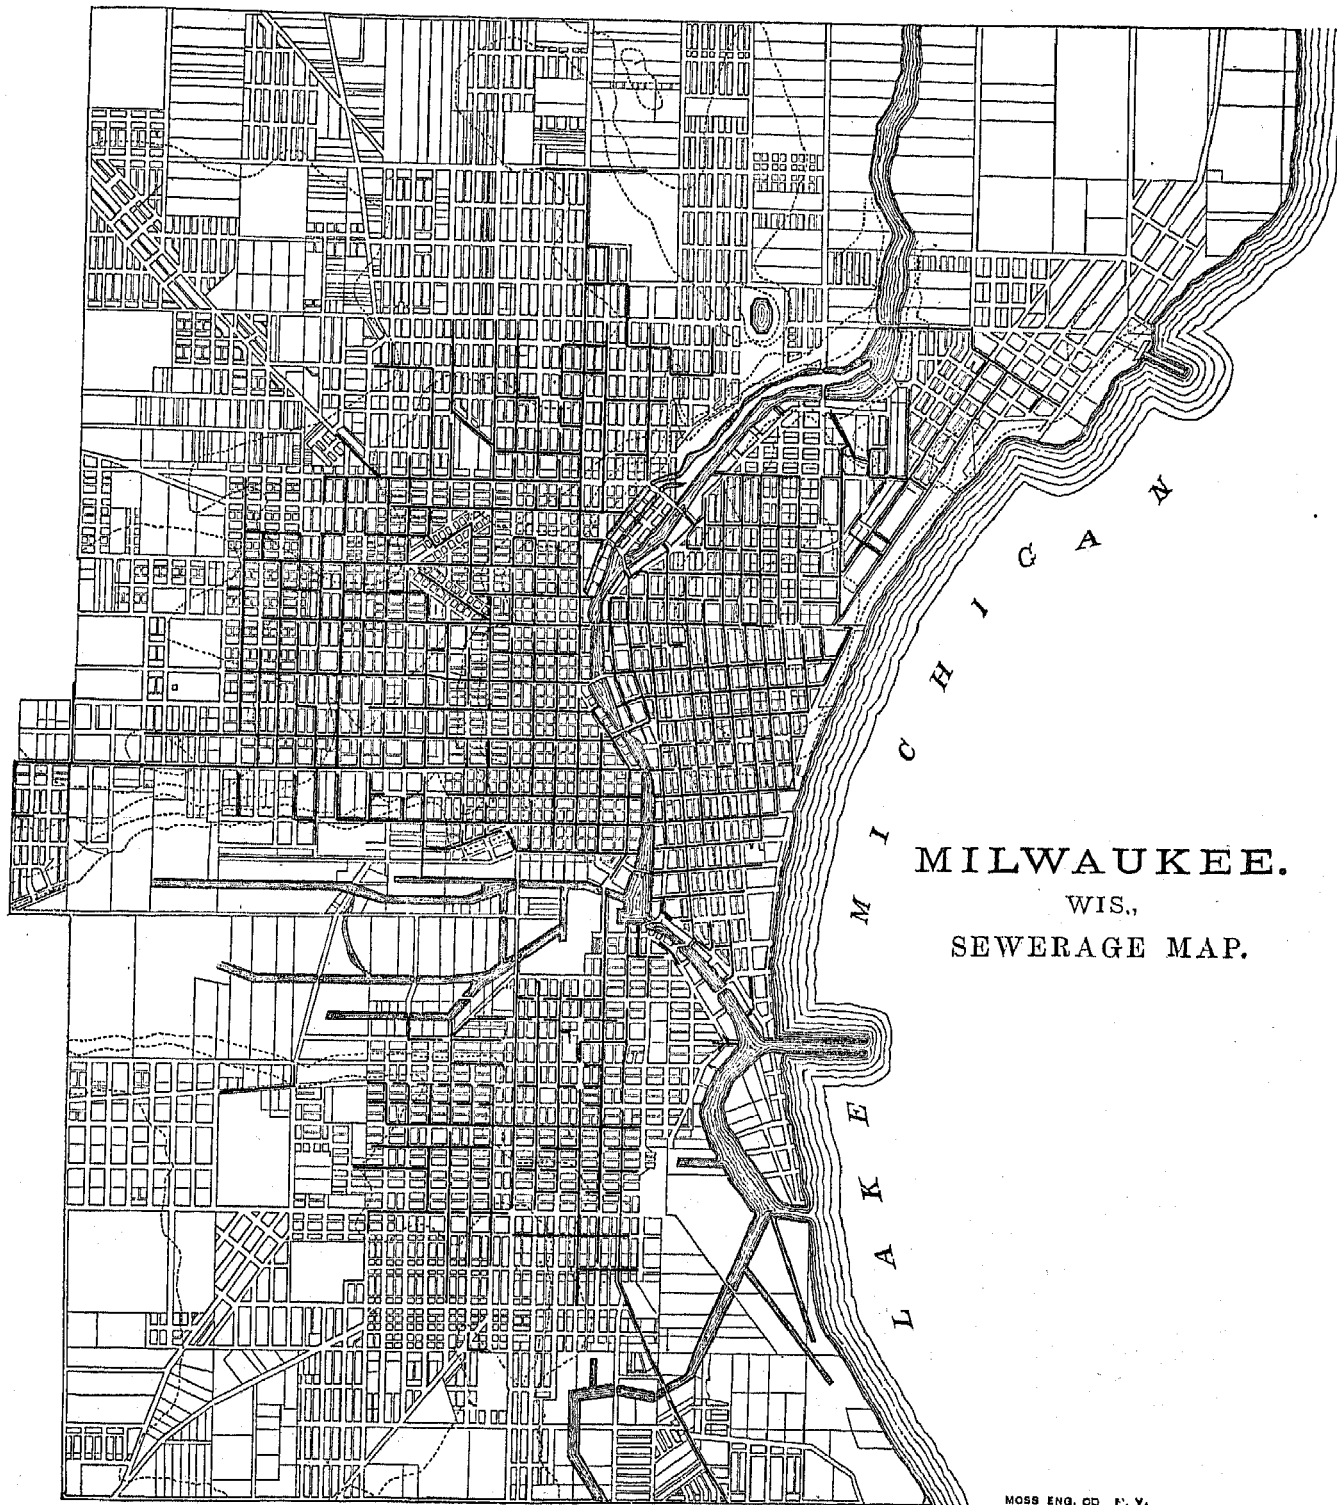 LAKE MICHIGAN
MILWAUKEE.
WIS.,
SEWERAGE MAP.
MOSS ENG. CO N. Y.